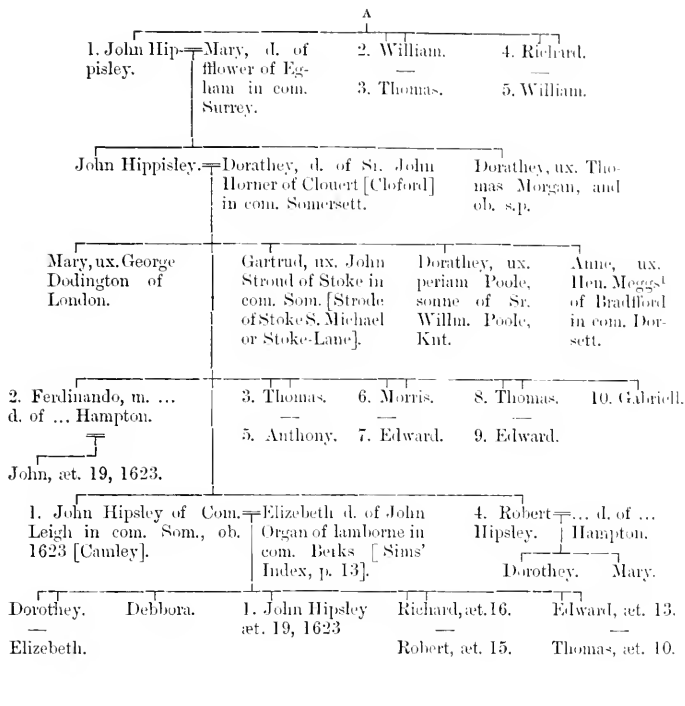 A
1. John Hip-
pisley.
Mary, d. of
fflower of Eg-
ham in com.
Surrey.
2. William.
—
3. Thomas.
4. Richard.
—
5. William.
John Hippisley.
Dorathey, d. of Sr. John
Horner of Clouert [Cloford]
in com. Somersett.
Dorathey, ux. Tho-
mas Morgan, and
ob. s.p.
Mary, ux. George
Dodington of
London.
Gartrud, ux. John
Stroud of Stoke in
com. Som. [Strode
of Stoke S. Michael
or Stoke-Lane].
Dorathey, ux.
periam Poole,
sonne of Sr.
Willm. Poole,
Knt.
Anne, ux.
Hen. Meggs¹
of Bradfford
in com. Dor-
sett.
2. Ferdinando, m. ...
d. of ... Hampton.
3. Thomas.
—
5. Anthony.
6. Morris.
—
7. Edward.
8. Thomas.
—
9. Edward.
10. Gabriell.
John, æt. 19, 1623.
1. John Hipsley of Com.
Leigh in com. Som., ob.
1623 [Camley].
Elizebeth d. of John
Organ of lamborne in
com. Berks [Sims'
Index, p. 13].
4. Robert
Hipsley.
... d. of ...
Hampton.
Dorothey. Mary.
Dorothey.
—
Elizebeth.
Debbora.
1. John Hipsley
æt. 19, 1623
Richard, æt. 16.
—
Robert, æt. 15.
Edward, æt. 13.
—
Thomas, æt. 10.